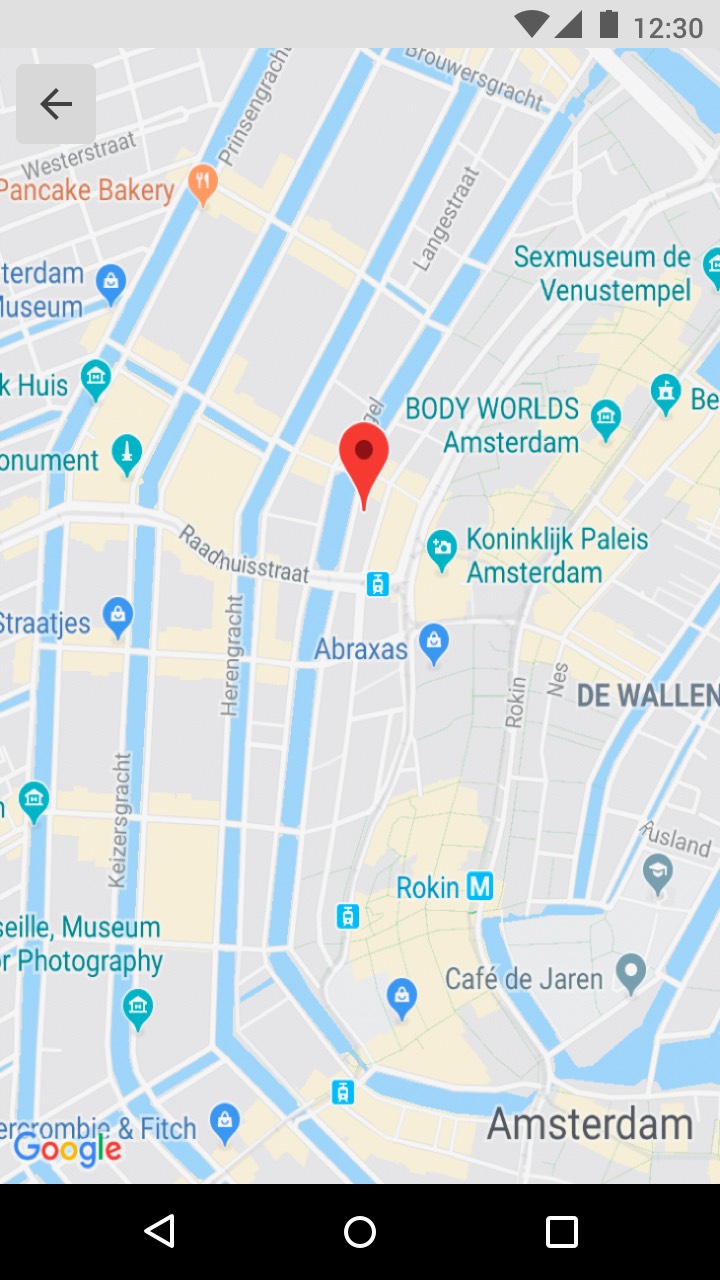 12:30
Brouwersgracht
Prinsengracht
Westerstraat
Pancake Bakery
Langestraat
Sexmuseum de
Venustempel
terdam
Museum
k Huis
gel
BODY WORLDS
Amsterdam
Be
onument
Raadhuisstraat
Koninklijk Paleis
Amsterdam
Straatjes
Abraxas
Herengracht
Rokin
Nes
DE WALLEN
Keizersgracht
Rusland
Rokin M
seille, Museum
or Photography
Café de Jaren
ercrombie & Fitch
Amsterdam
Google